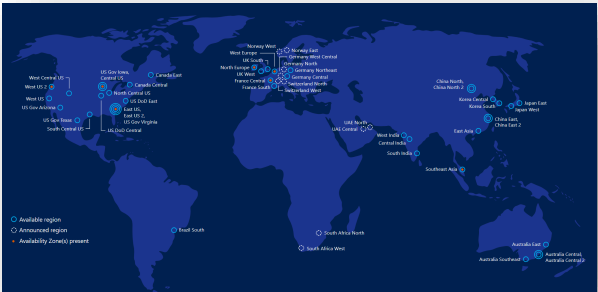 Norway West
Norway East
West Europe
Germany West Central
UK South
Germany North
North Europe
Germany Northeast
UK West
Germany Central
France Central
Switzerland North
France South
Switzerland West
West Central US
US Gov Iowa,
Central US
Canada East
West US 2
Canada Central
North Central US
West US
US DoD East
US Gov Arizona
East US,
East US 2,
US Gov Virginia
US Gov Texas
South Central US
US DoD Central
China North,
China North 2
Korea Central
Korea South
Japan East
Japan West
China East,
China East 2
East Asia
UAE North
UAE Central
West India
Central India
South India
Southeast Asia
Available region
Announced region
Availability Zone(s) present
Brazil South
South Africa North
South Africa West
Australia East
Australia Central,
Australia Central 2
Australia Southeast